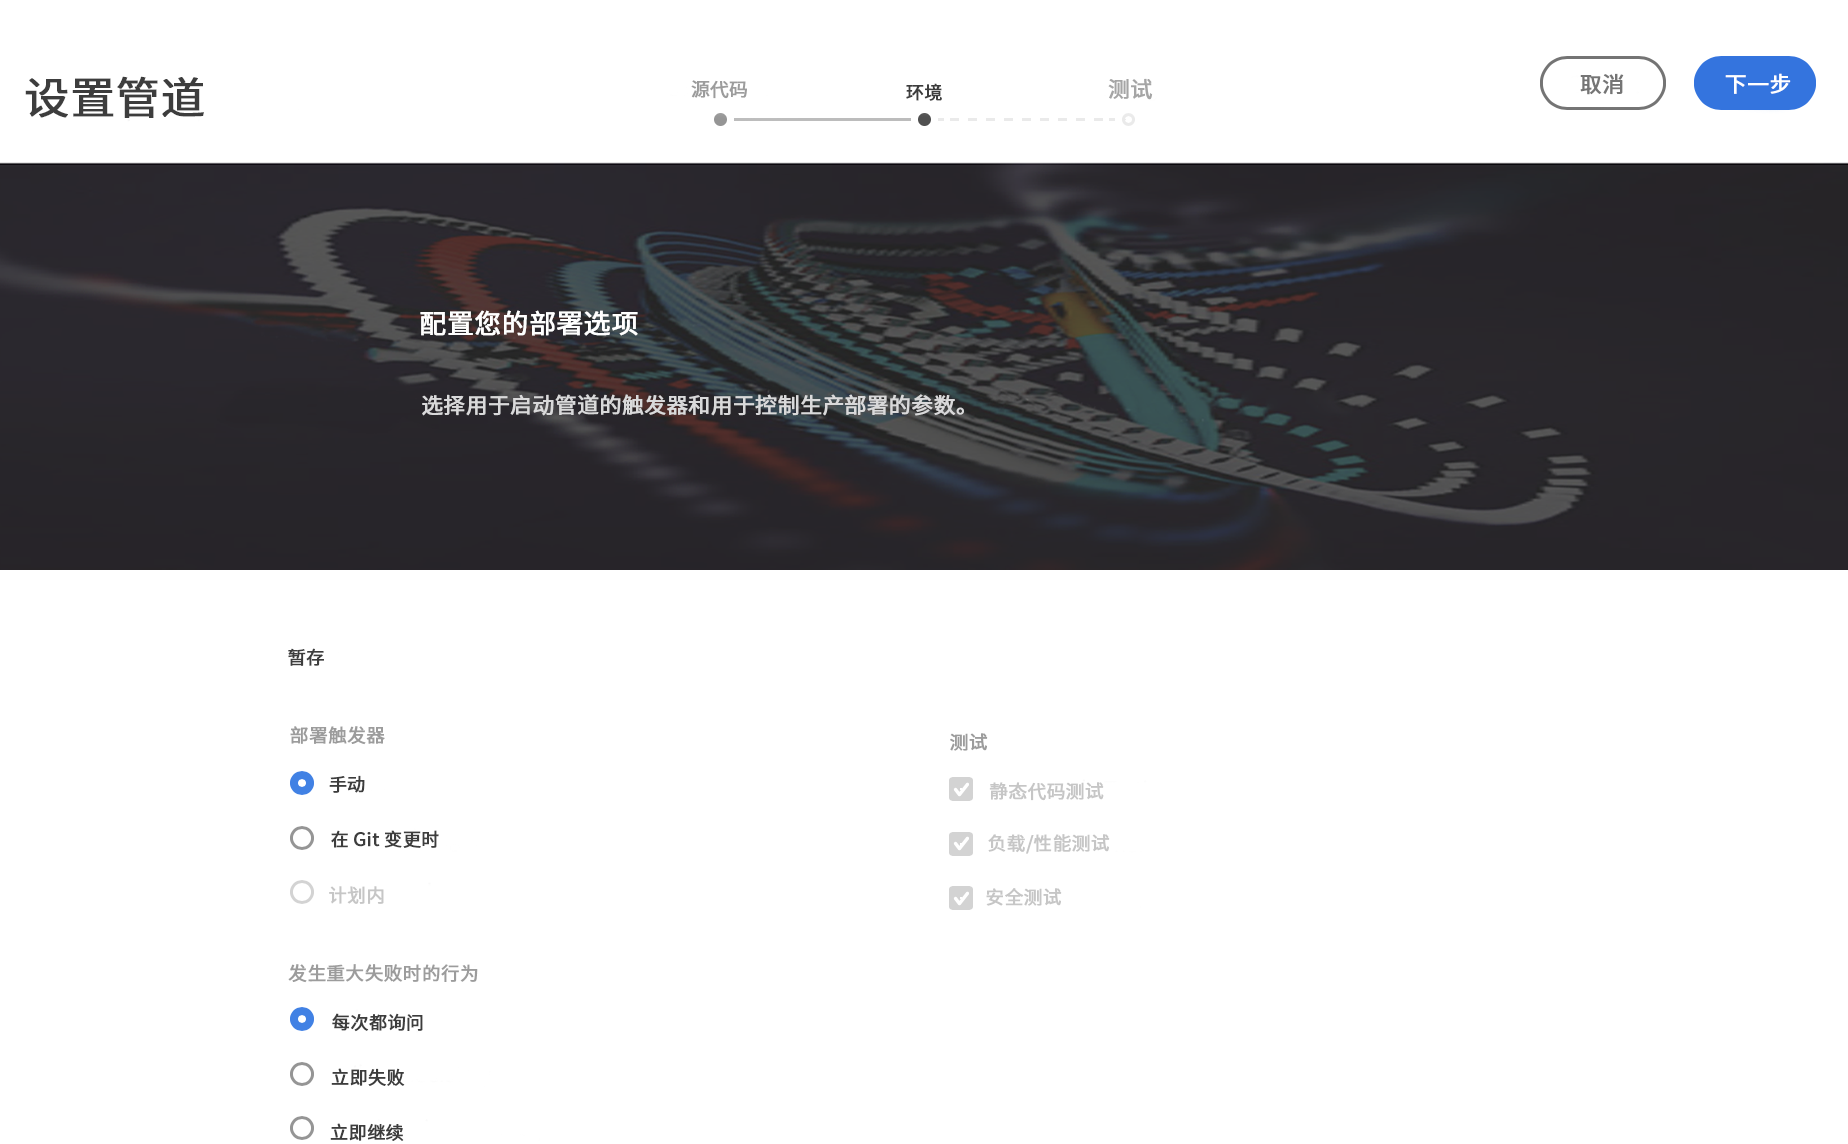 设置管道
源代码
环境
测试
取消
下一步
配置您的部署选项
选择用于启动管道的触发器和用于控制生产部署的参数。
暂存
部署触发器
手动
在 Git 变更时
计划内
测试
静态代码测试
负载/性能测试
安全测试
发生重大失败时的行为
每次都询问
立即失败
立即继续